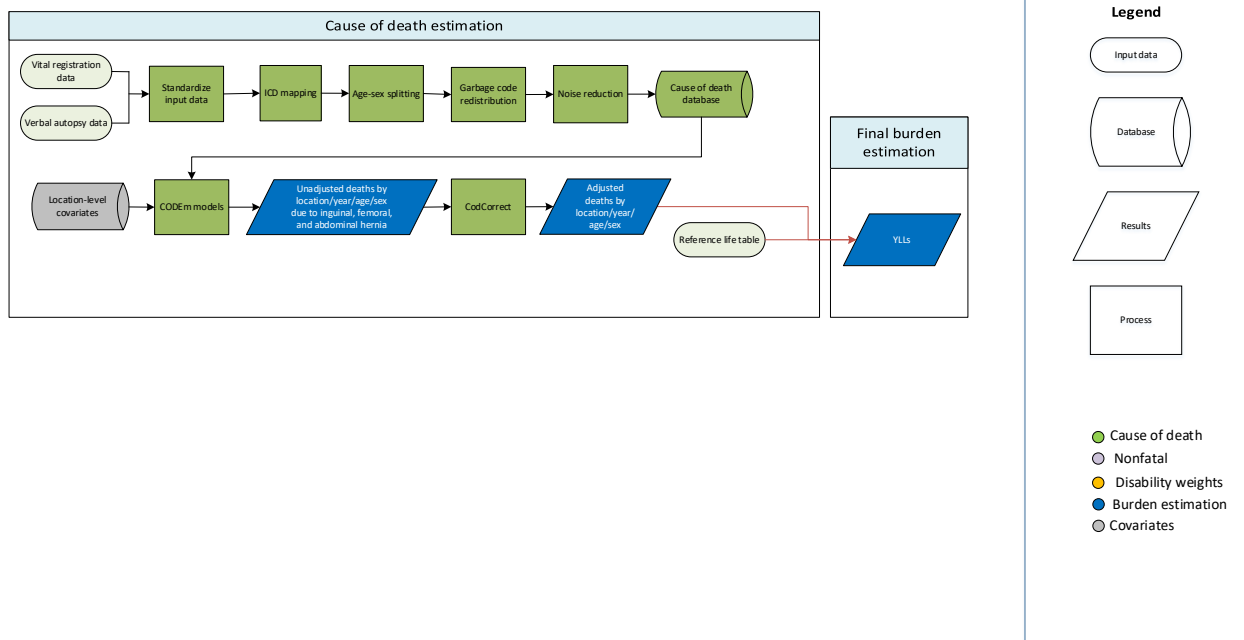 Cause of death estimation
Vital registration
data
Verbal autopsy data
Standardize
input data
ICD mapping
Age-sex splitting
Garbage code
redistribution
Noise reduction
Cause of death
database
Location-level
covariates
CODEm models
Unadjusted deaths by
location/year/age/sex
due to inguinal, femoral,
and abdominal hernia
CodCorrect
Adjusted
deaths by
location/year/
age/sex
Reference life table
Final burden
estimation
YLLs
Legend
Input data
Database
Results
Process
Cause of death
Nonfatal
Disability weights
Burden estimation
Covariates